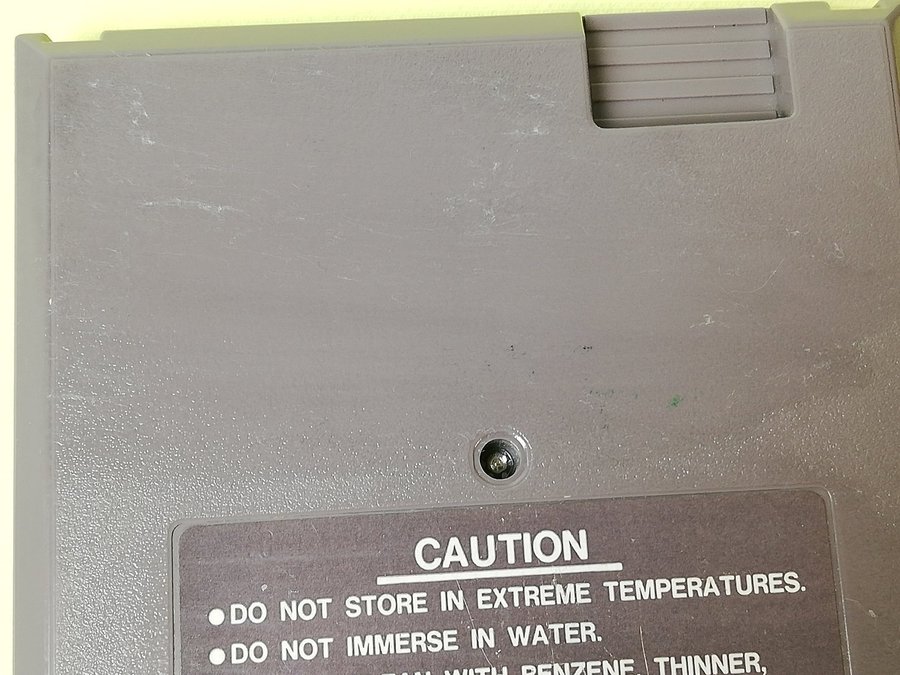 CAUTION
●DO NOT STORE IN EXTREME TEMPERATURES.
●DO NOT IMMERSE IN WATER.
WITH BENZENE, THINNER,